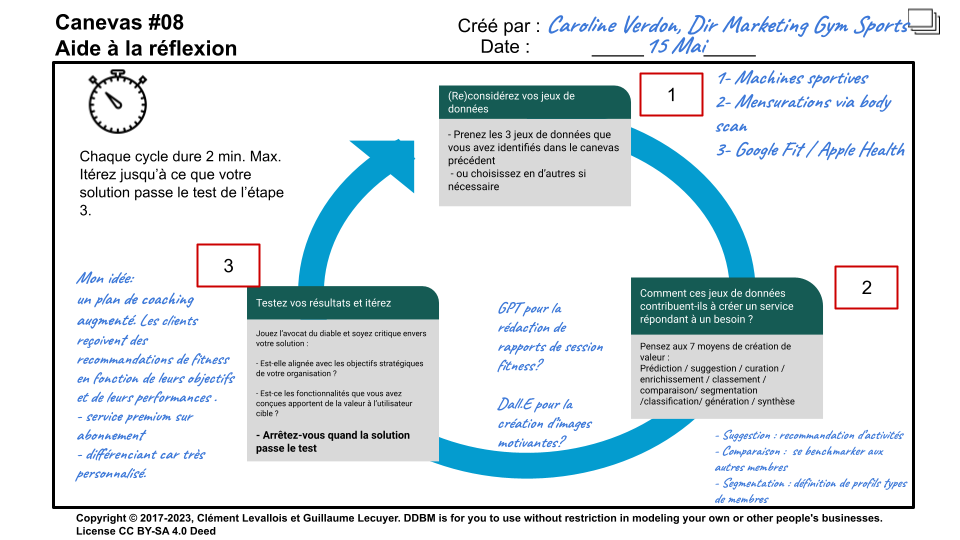 Canevas #08
Aide à la réflexion
Créé par : Caroline Verdon, Dir Marketing Gym Sports
Date : ______ 15 Mai______
Chaque cycle dure 2 min. Max.
Itérez jusqu'à ce que votre
solution passe le test de l'étape
3.
(Re)considérez vos jeux de
données
- Prenez les 3 jeux de données que
vous avez identifiés dans le canevas
précédent
- ou choisissez en d'autres si
nécessaire
1
1- Machines sportives
2- Mensurations via body
scan
3- Google Fit / Apple Health
2
Comment ces jeux de données
contribuent-ils à créer un service
répondant à un besoin ?
Pensez aux 7 moyens de création de
valeur :
Prédiction / suggestion / curation /
enrichissement / classement /
comparaison/ segmentation
/classification/ génération / synthèse
- Suggestion : recommandation d'activités
- Comparaison : se benchmarker aux
autres membres
- Segmentation : définition de profils types
de membres
GPT pour la
rédaction de
rapports de session
fitness?
Dall.E pour la
création d'images
motivantes?
3
Testez vos résultats et itérez
Jouez l'avocat du diable et soyez critique envers
votre solution :
- Est-elle alignée avec les objectifs stratégiques
de votre organisation ?
- Est-ce les fonctionnalités que vous avez
conçues apportent de la valeur à l'utilisateur
cible ?
- Arrêtez-vous quand la solution
passe le test
Mon idée:
un plan de coaching
augmenté. Les clients
reçoivent des
recommandations de fitness
en fonction de leurs objectifs
et de leurs performances .
- service premium sur
abonnement
- différenciant car très
personnalisé.
Copyright © 2017-2023, Clément Levallois et Guillaume Lecuyer. DDBM is for you to use without restriction in modeling your own or other people's businesses.
License CC BY-SA 4.0 Deed